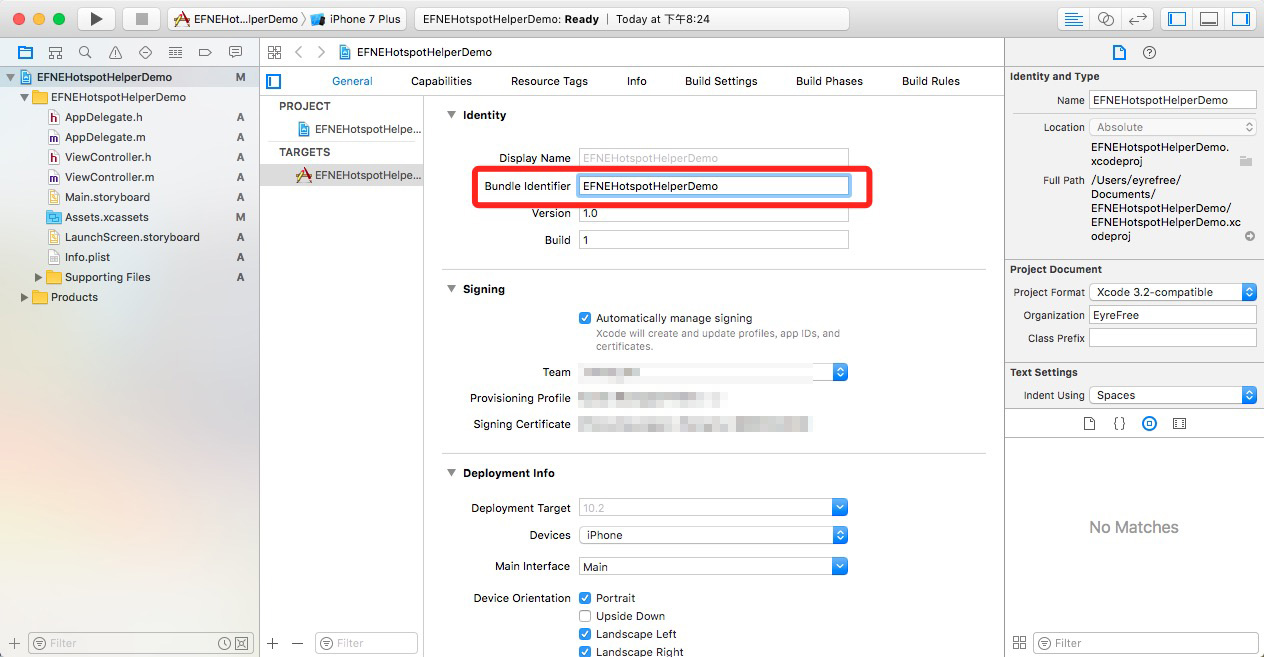 EFNEHot...lperDemo
iPhone 7 Plus
EFNEHotspotHelperDemo: Ready | Today at 下午8:24
EFNEHotspotHelperDemo M
EFNEHotspotHelperDemo
AppDelegate.h A
AppDelegate.m A
ViewController.h A
ViewController.m A
Main.storyboard A
Assets.xcassets M
LaunchScreen.storyboard A
Info.plist A
Supporting Files A
Products
Filter
EFNEHotspotHelperDemo
General Capabilities Resource Tags Info Build Settings Build Phases Build Rules
PROJECT
EFNEHotspotHelpe...
TARGETS
EFNEHotspotHelpe...
Filter
Identity
Display Name EFNEHotspotHelperDemo
Bundle Identifier EFNEHotspotHelperDemo
Version 1.0
Build 1
Signing
Automatically manage signing
Xcode will create and update profiles, app IDs, and
certificates.
Team
Provisioning Profile
Signing Certificate
Deployment Info
Deployment Target 10.2
Devices iPhone
Main Interface Main
Device Orientation Portrait
Upside Down
Landscape Left
Landscape Right
Identity and Type
Name EFNEHotspotHelperDemo
Location Absolute
EFNEHotspotHelperDemo.
xcodeproj
Full Path /Users/eyrefree/
Documents/
EFNEHotspotHelperDemo/
EFNEHotspotHelperDemo.xc
odeproj
Project Document
Project Format Xcode 3.2-compatible
Organization EyreFree
Class Prefix
Text Settings
Indent Using Spaces
No Matches
Filter